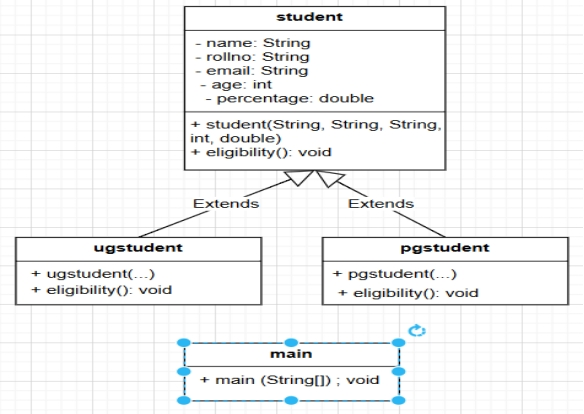 student
- name: String
- rollno: String
- email: String
- age: int
- percentage: double
+ student(String, String, String,
int, double)
+ eligibility(): void
Extends
Extends
ugstudent
+ ugstudent(...)
+ eligibility(): void
pgstudent
+ pgstudent(...)
+ eligibility(): void
main
+ main (String[]) ; void